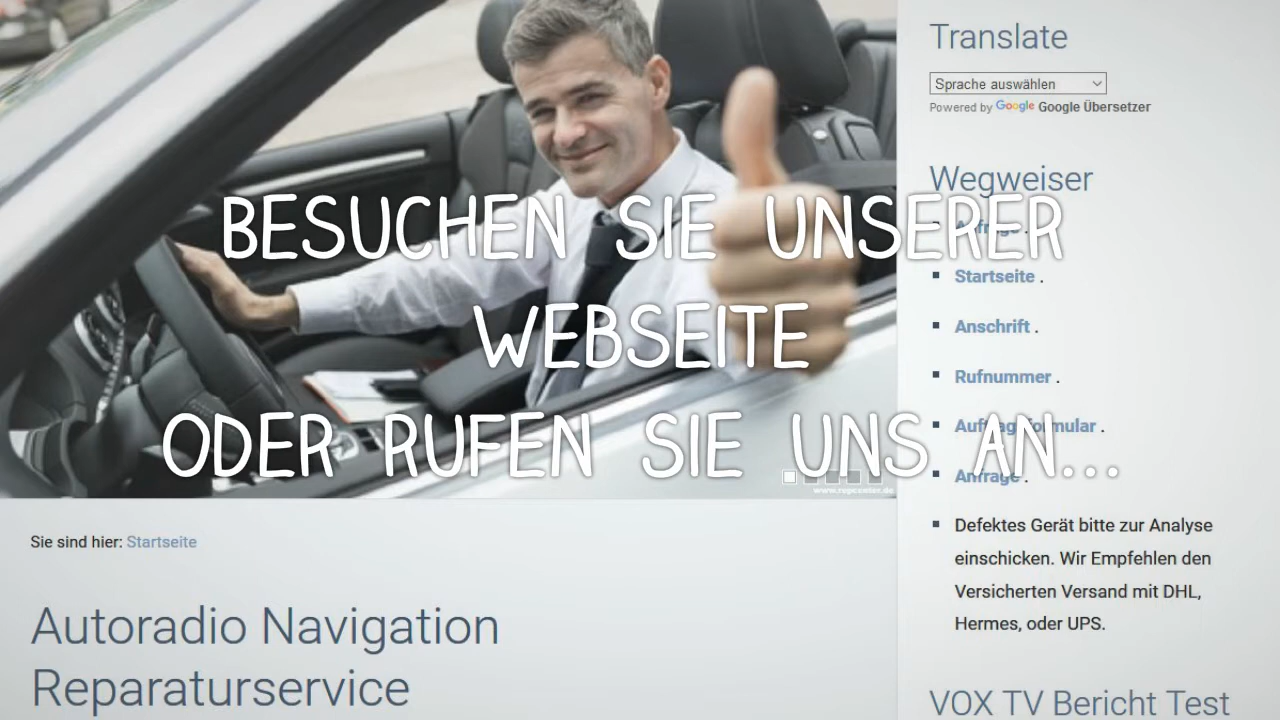 BESUCHEN SIE UNSERER
WEBSEITE
ODER RUFEN SIE UNS AN...
Sie sind hier: Startseite
Autoradio Navigation
Reparaturservice
Translate
Sprache auswählen
Powered by Google Google Übersetzer
Wegweiser
Anfrage .
Startseite .
Anschrift .
Rufnummer .
Auftragformular .
Anfrage .
Defektes Gerät bitte zur Analyse
einschicken. Wir Empfehlen den
Versicherten Versand mit DHL,
Hermes, oder UPS.
VOX TV Bericht Test